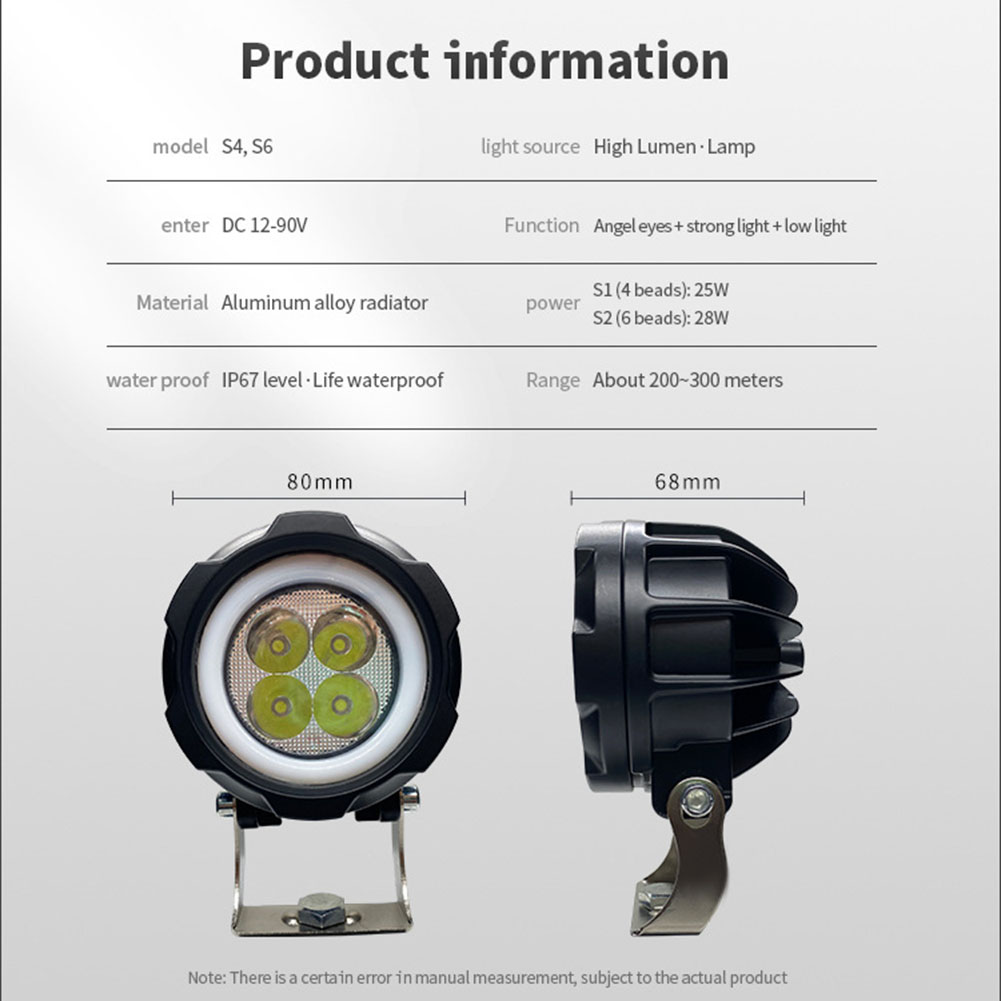 Product information
model S4, S6
light source High Lumen · Lamp
enter DC 12-90V
Function Angel eyes + strong light + low light
Material Aluminum alloy radiator
power S1 (4 beads): 25W
S2 (6 beads): 28W
water proof IP67 level · Life waterproof
Range About 200~300 meters
80mm
68mm
Note: There is a certain error in manual measurement, subject to the actual product